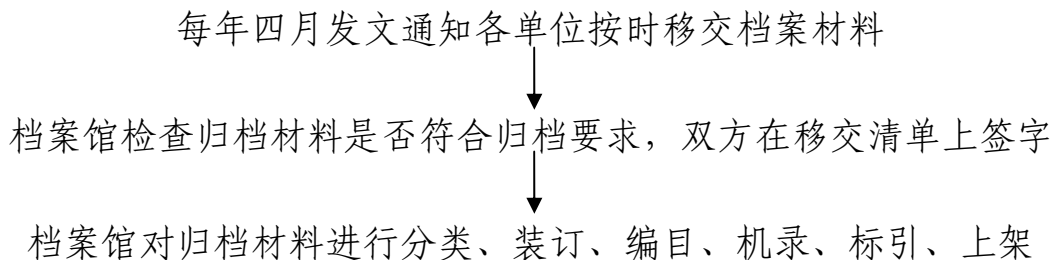 每年四月发文通知各单位按时移交档案材料
档案馆检查归档材料是否符合归档要求，双方在移交清单上签字
档案馆对归档材料进行分类、装订、编目、机录、标引、上架